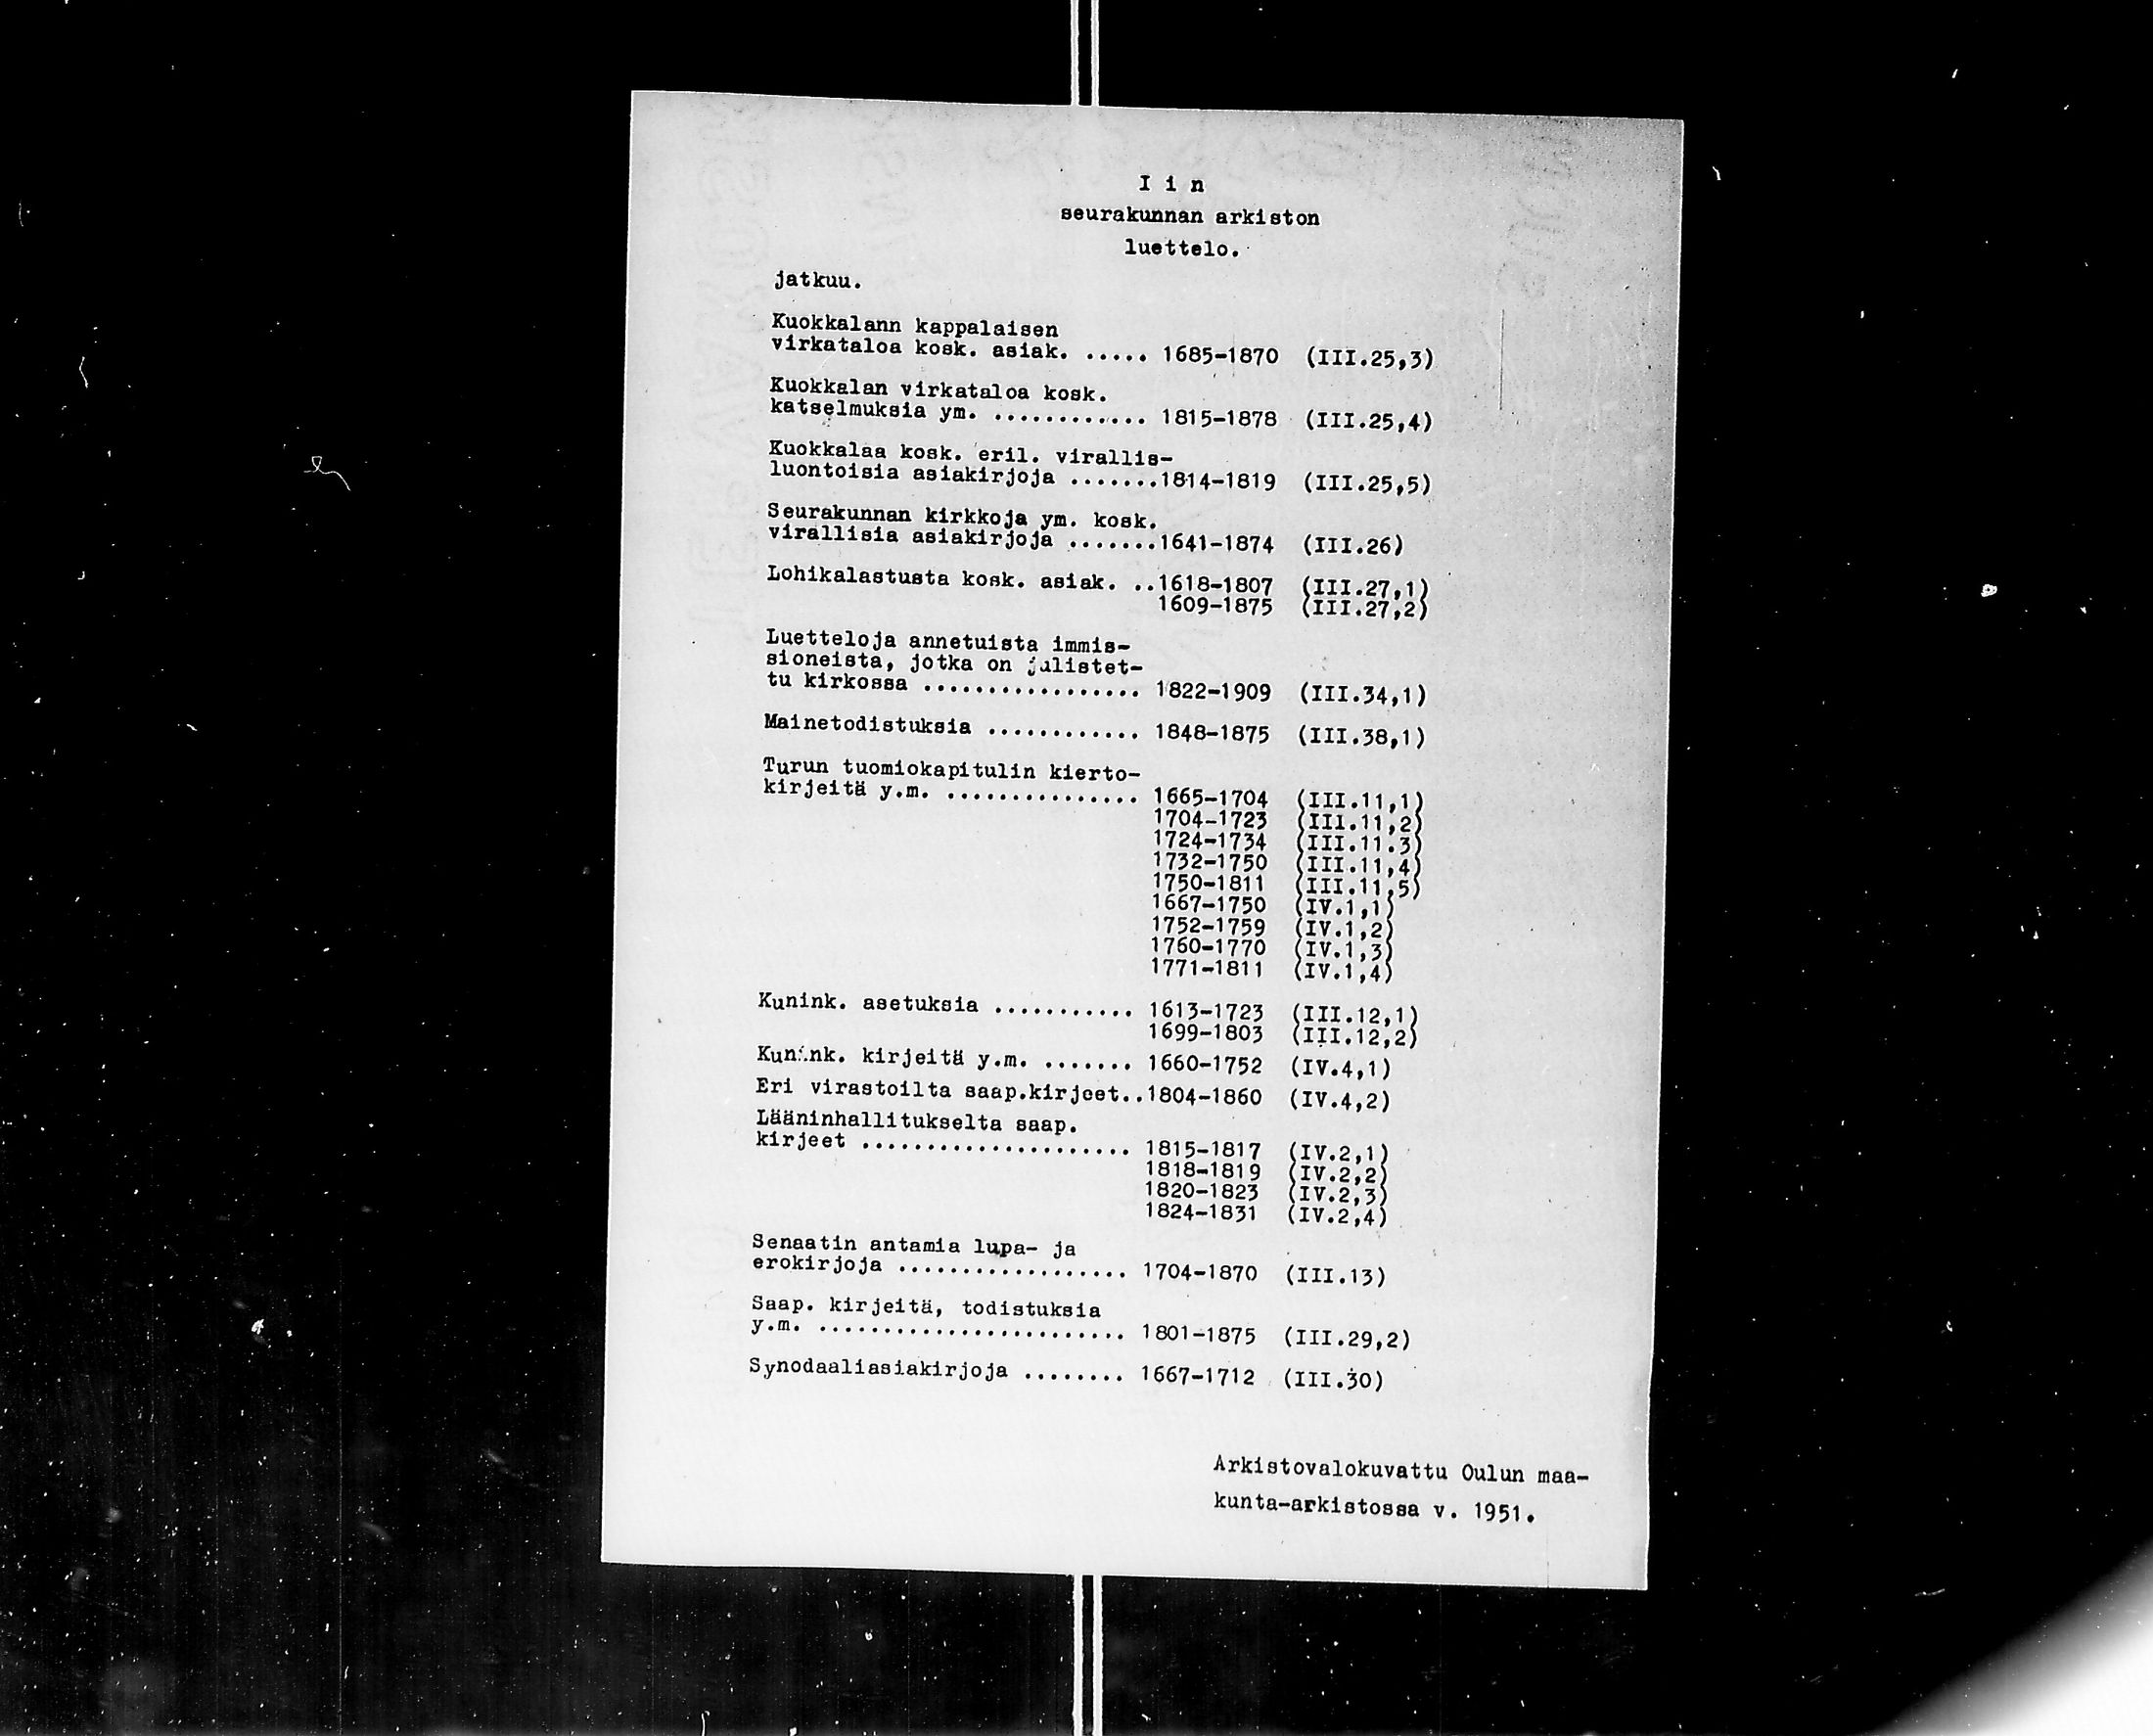 I i n
seurakunnan arkiston
luettelo.
jatkuu.
Kuokkalann kappalaisen
virkataloa kosk. asiak. ..... 1685-1870 (III.25,3)
Kuokkalan virkataloa kosk.
katselmuksia ym. ............ 1815-1878 (III.25,4)
Kuokkalaa kosk. eril. virallis-
luontoisia asiakirjoja .......1814-1819 (III.25,5)
Seurakunnan kirkkoja ym. kosk.
virallisia asiakirjoja .......1641-1874 (III.26)
Lohikalastusta kosk. asiak. ..1618-1807 (III.27,1)
1609-1875 (III.27,2)
Luetteloja annetuista immis-
sioneista, jotka on julistet-
tu kirkossa ................. 1822-1909 (III.34,1)
Mainetodistuksia ............ 1848-1875 (III.38,1)
Turun tuomiokapitulin kierto-
kirjeitä y.m. ............... 1665-1704 (III.11,1)
1704-1723 (III.11,2)
1724-1734 (III.11.3)
1732-1750 (III.11,4)
1750-1811 (III.11,5)
1667-1750 (IV.1,1)
1752-1759 (IV.1,2)
1760-1770 (IV.1,3)
1771-1811 (IV.1,4)
Kunink. asetuksia ........... 1613-1723 (III.12,1)
1699-1803 (III.12,2)
Kunink. kirjeitä y.m. ....... 1660-1752 (IV.4,1)
Eri virastoilta saap.kirjeet..1804-1860 (IV.4,2)
Lääninhallitukselta saap.
kirjeet ..................... 1815-1817 (IV.2,1)
1818-1819 (IV.2,2)
1820-1823 (IV.2,3)
1824-1831 (IV.2,4)
Senaatin antamia lupa- ja
erokirjoja .................. 1704-1870 (III.13)
Saap. kirjeitä, todistuksia
y.m. ........................ 1801-1875 (III.29,2)
Synodaaliasiakirjoja ........ 1667-1712 (III.30)
Arkistovalokuvattu Oulun maa-
kunta-arkistossa v. 1951.